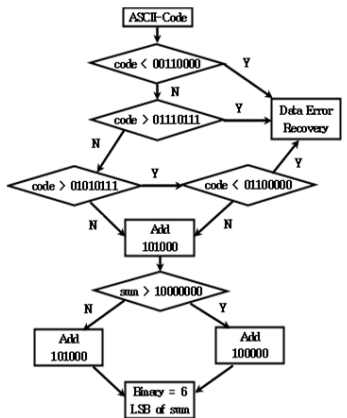 ASCII-Code
code < 00110000
Y
N
code > 01110111
Y
Data Error
Recovery
N
Y
code > 01010111
Y
code < 01100000
N
N
Add
101000
sum > 10000000
N
Y
Add
101000
Add
100000
Binary = 6
LSB of sum